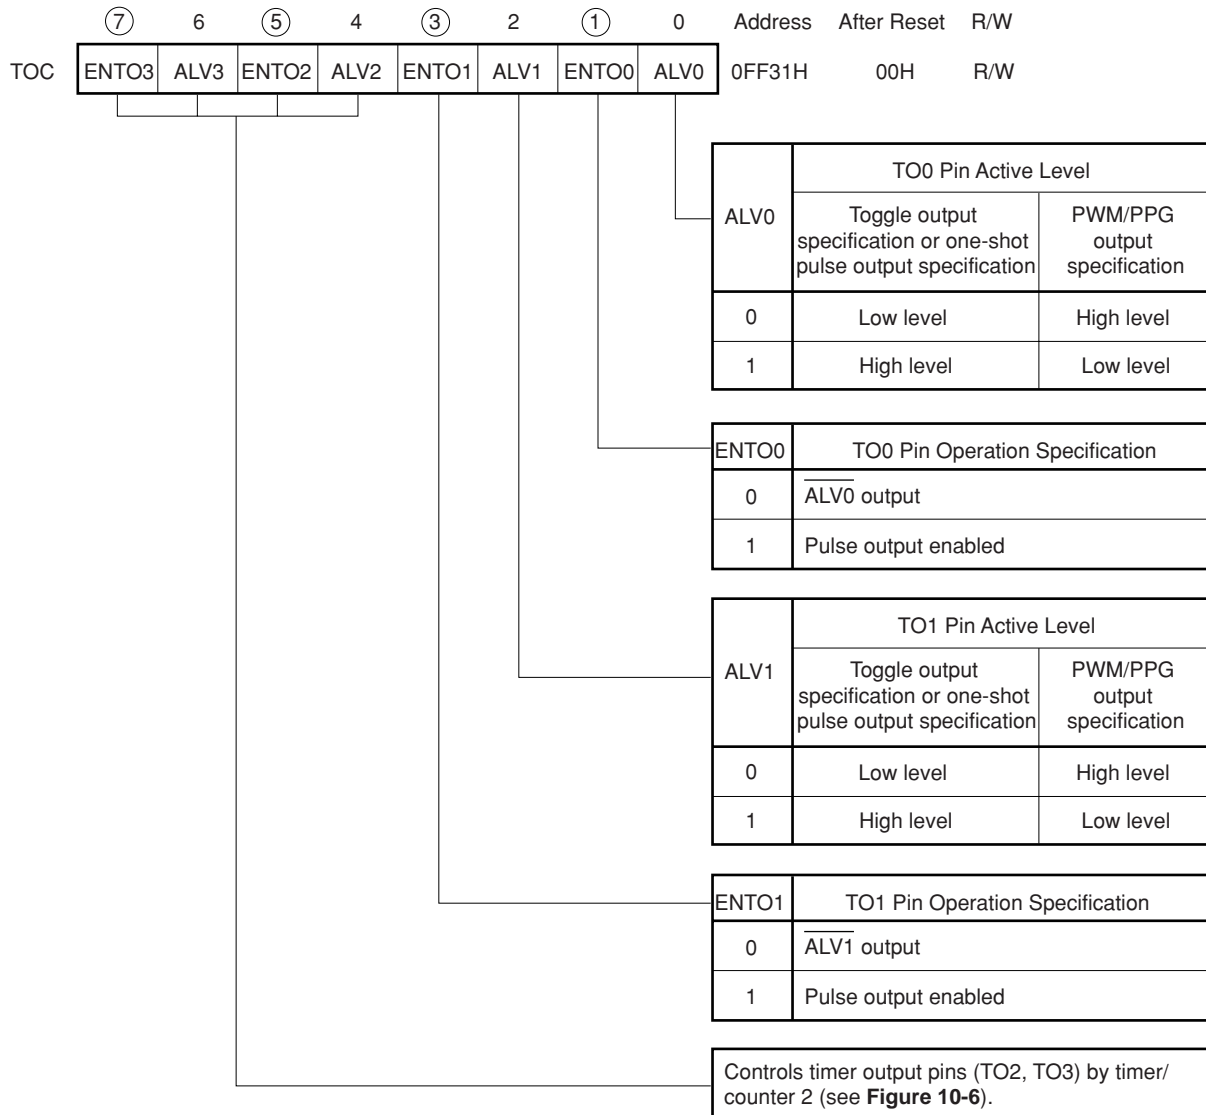 ⑦ 6 ⑤ 4 ③ 2 ① 0 Address After Reset R/W
TOC ENTO3 ALV3 ENTO2 ALV2 ENTO1 ALV1 ENTO0 ALV0 0FF31H 00H R/W
ALV0 TO0 Pin Active Level
Toggle output
specification or one-shot
pulse output specification
PWM/PPG
output
specification
0 Low level High level
1 High level Low level
ENTO0 TO0 Pin Operation Specification
0 A̅L̅V̅0̅ output
1 Pulse output enabled
ALV1 TO1 Pin Active Level
Toggle output
specification or one-shot
pulse output specification
PWM/PPG
output
specification
0 Low level High level
1 High level Low level
ENTO1 TO1 Pin Operation Specification
0 A̅L̅V̅1̅ output
1 Pulse output enabled
Controls timer output pins (TO2, TO3) by timer/
counter 2 (see Figure 10-6).